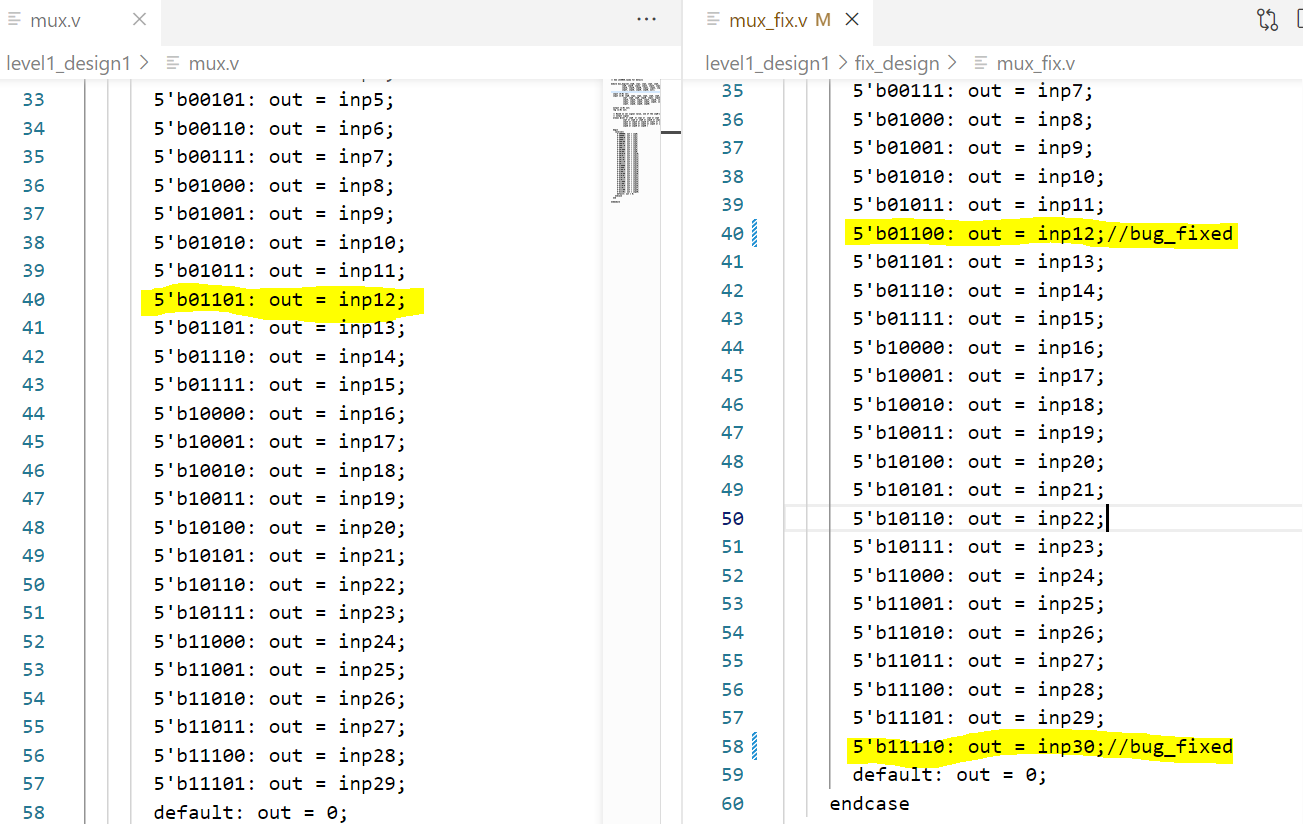 mux.v
level1_design1 > mux.v
33 5'b00101: out = inp5;
34 5'b00110: out = inp6;
35 5'b00111: out = inp7;
36 5'b01000: out = inp8;
37 5'b01001: out = inp9;
38 5'b01010: out = inp10;
39 5'b01011: out = inp11;
40 5'b01101: out = inp12;
41 5'b01101: out = inp13;
42 5'b01110: out = inp14;
43 5'b01111: out = inp15;
44 5'b10000: out = inp16;
45 5'b10001: out = inp17;
46 5'b10010: out = inp18;
47 5'b10011: out = inp19;
48 5'b10100: out = inp20;
49 5'b10101: out = inp21;
50 5'b10110: out = inp22;
51 5'b10111: out = inp23;
52 5'b11000: out = inp24;
53 5'b11001: out = inp25;
54 5'b11010: out = inp26;
55 5'b11011: out = inp27;
56 5'b11100: out = inp28;
57 5'b11101: out = inp29;
58 default: out = 0;
mux_fix.v M
level1_design1 > fix_design > mux_fix.v
35 5'b00111: out = inp7;
36 5'b01000: out = inp8;
37 5'b01001: out = inp9;
38 5'b01010: out = inp10;
39 5'b01011: out = inp11;
40 5'b01100: out = inp12;//bug_fixed
41 5'b01101: out = inp13;
42 5'b01110: out = inp14;
43 5'b01111: out = inp15;
44 5'b10000: out = inp16;
45 5'b10001: out = inp17;
46 5'b10010: out = inp18;
47 5'b10011: out = inp19;
48 5'b10100: out = inp20;
49 5'b10101: out = inp21;
50 5'b10110: out = inp22;
51 5'b10111: out = inp23;
52 5'b11000: out = inp24;
53 5'b11001: out = inp25;
54 5'b11010: out = inp26;
55 5'b11011: out = inp27;
56 5'b11100: out = inp28;
57 5'b11101: out = inp29;
58 5'b11110: out = inp30;//bug_fixed
59 default: out = 0;
60 endcase